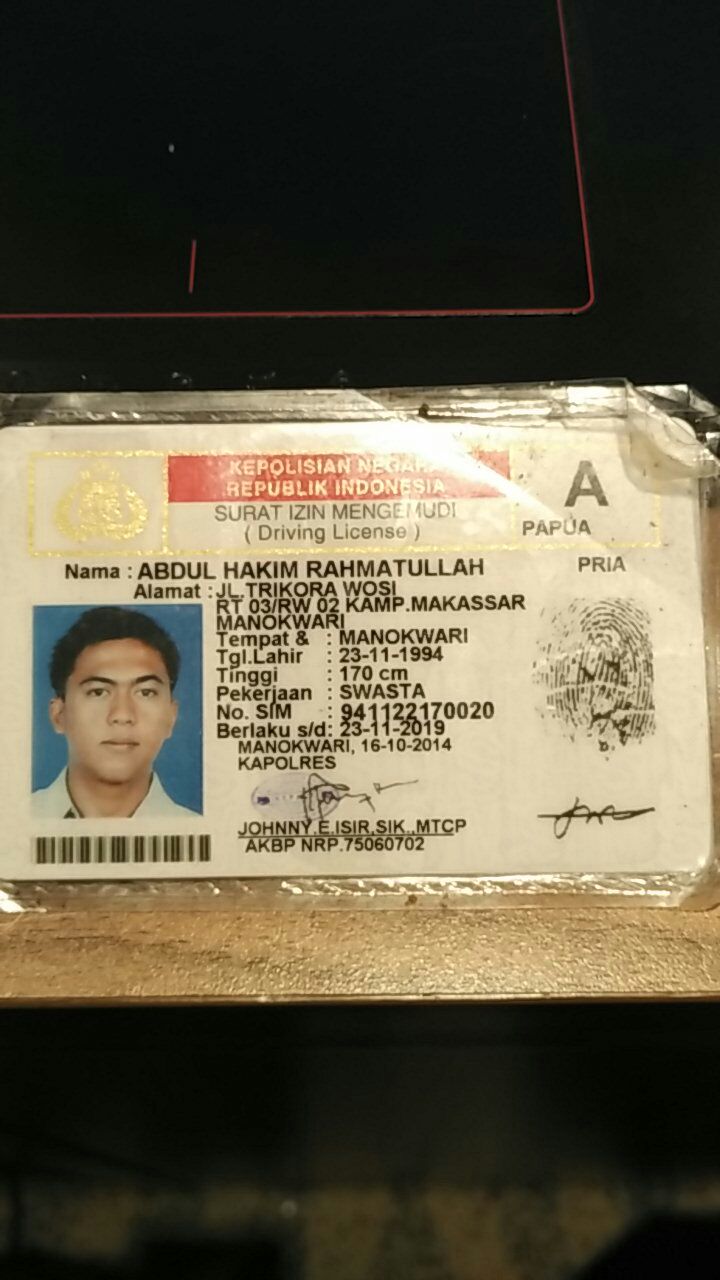 KEPOLISIAN NEGARA
REPUBLIK INDONESIA
SURAT IZIN MENGEMUDI
( Driving License )
A
PAPUA
PRIA
Nama : ABDUL HAKIM RAHMATULLAH
Alamat : JL.TRIKORA WOSI
RT 03/RW 02 KAMP.MAKASSAR
MANOKWARI
Tempat & : MANOKWARI
Tgl.Lahir : 23-11-1994
Tinggi : 170 cm
Pekerjaan : SWASTA
No. SIM : 941122170020
Berlaku s/d: 23-11-2019
MANOKWARI, 16-10-2014
KAPOLRES
JOHNNY.E.ISIR,SIK.,MTCP
AKBP NRP.75060702